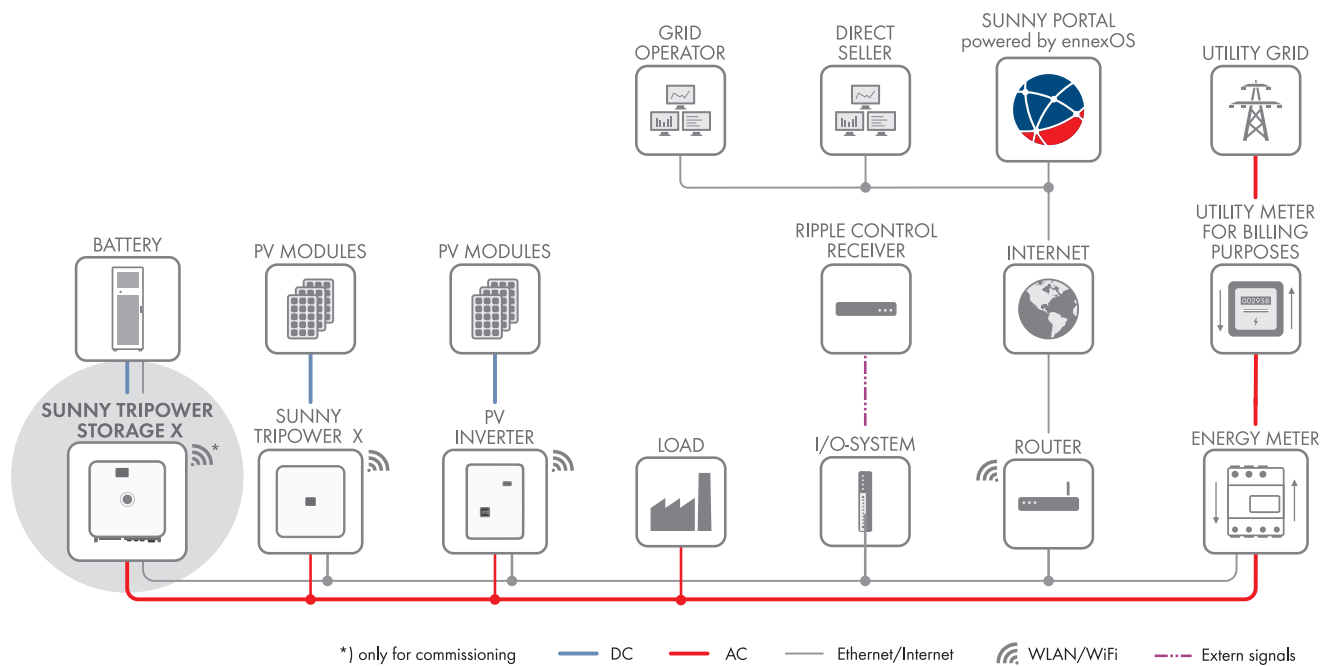 GRID
OPERATOR
DIRECT
SELLER
SUNNY PORTAL
powered by ennexOS
UTILITY GRID
BATTERY
PV MODULES
PV MODULES
RIPPLE CONTROL
RECEIVER
INTERNET
UTILITY METER
FOR BILLING
PURPOSES
002958
SUNNY TRIPOWER
STORAGE X
*
SUNNY
TRIPOWER X
PV
INVERTER
LOAD
I/O-SYSTEM
ROUTER
ENERGY METER
*) only for commissioning
DC
AC
Ethernet/Internet
WLAN/WiFi
Extern signals